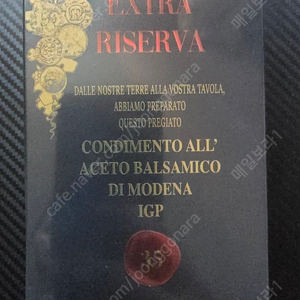 EXTRA
RISERVA
DALLE NOSTRE TERRE ALLA VOSTRA TAVOLA,
ABBIAMO PREPARATO
QUESTO PREGIATO
CONDIMENTO ALL'
ACETO BALSAMICO
DI MODENA
IGP